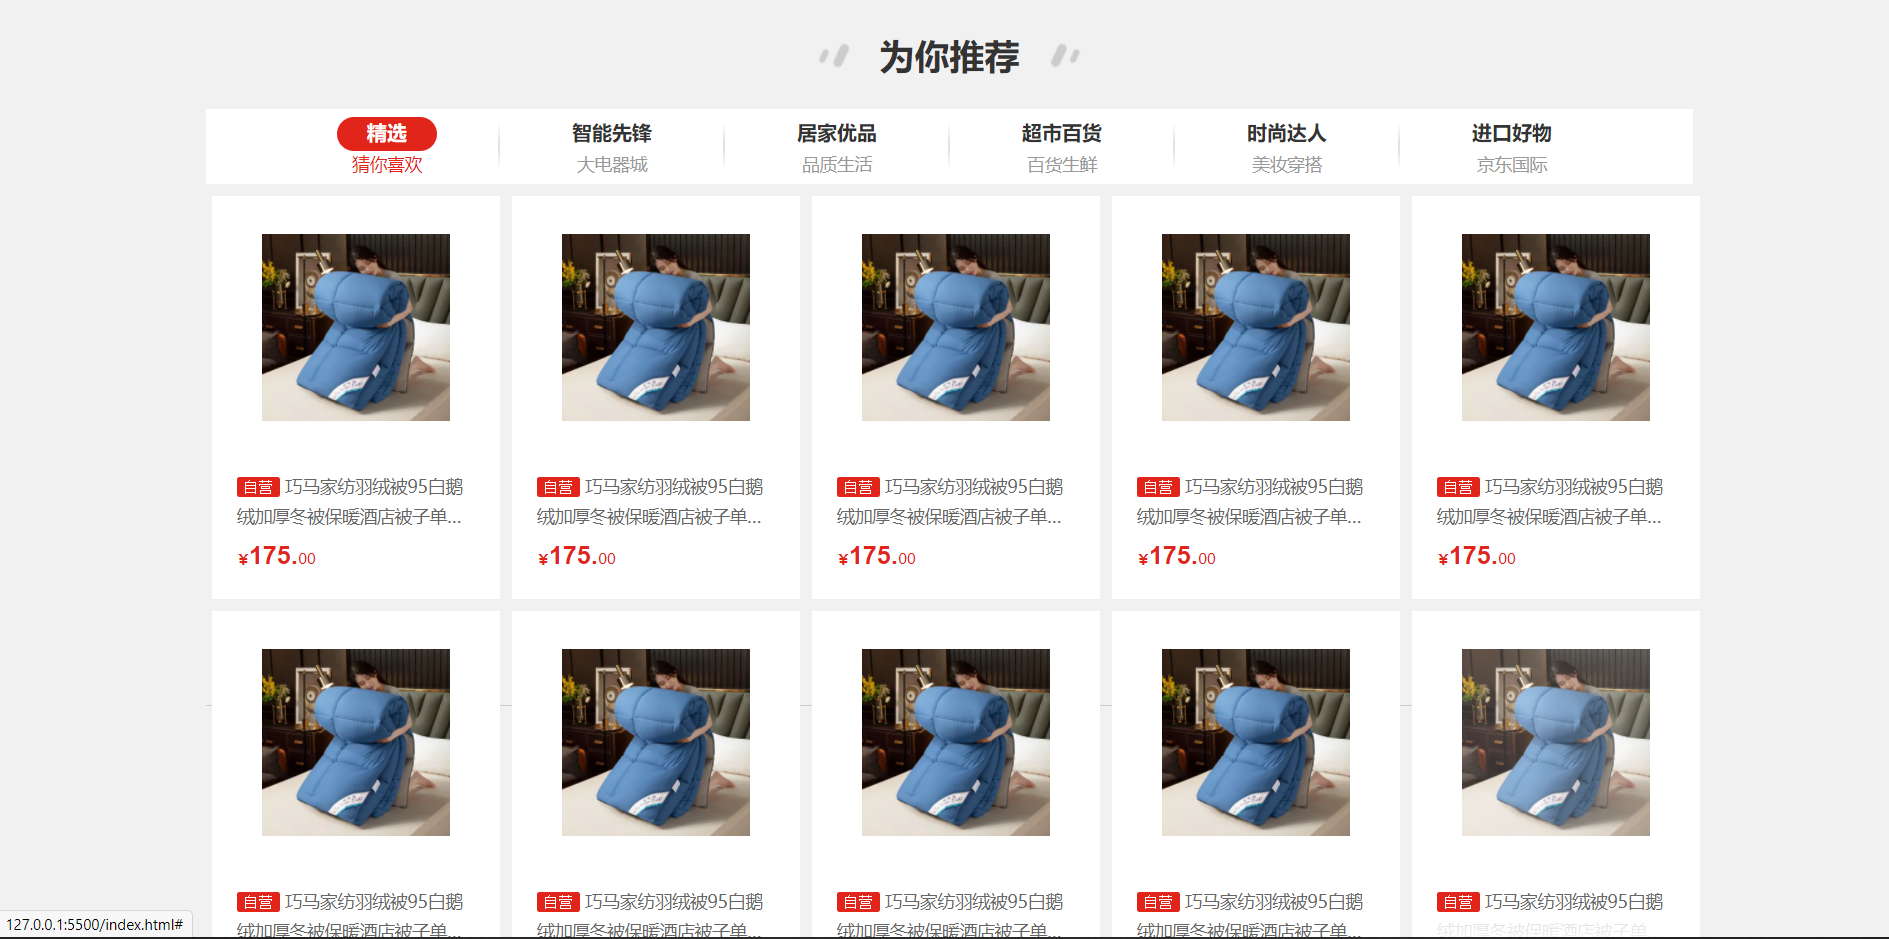 为你推荐
精选 智能先锋 居家优品 超市百货 时尚达人 进口好物
猜你喜欢 大电器城 品质生活 百货生鲜 美妆穿搭 京东国际
自营 巧马家纺羽绒被95白鹅 自营 巧马家纺羽绒被95白鹅 自营 巧马家纺羽绒被95白鹅 自营 巧马家纺羽绒被95白鹅 自营 巧马家纺羽绒被95白鹅
绒加厚冬被保暖酒店被子单... 绒加厚冬被保暖酒店被子单... 绒加厚冬被保暖酒店被子单... 绒加厚冬被保暖酒店被子单... 绒加厚冬被保暖酒店被子单...
¥175.00 ¥175.00 ¥175.00 ¥175.00 ¥175.00
自营 巧马家纺羽绒被95白鹅 自营 巧马家纺羽绒被95白鹅 自营 巧马家纺羽绒被95白鹅 自营 巧马家纺羽绒被95白鹅 自营 巧马家纺羽绒被95白鹅
绒加厚冬被保暖酒店被子单... 绒加厚冬被保暖酒店被子单... 绒加厚冬被保暖酒店被子单... 绒加厚冬被保暖酒店被子单... 绒加厚冬被保暖酒店被子单...
127.0.0.1:5500/index.html#